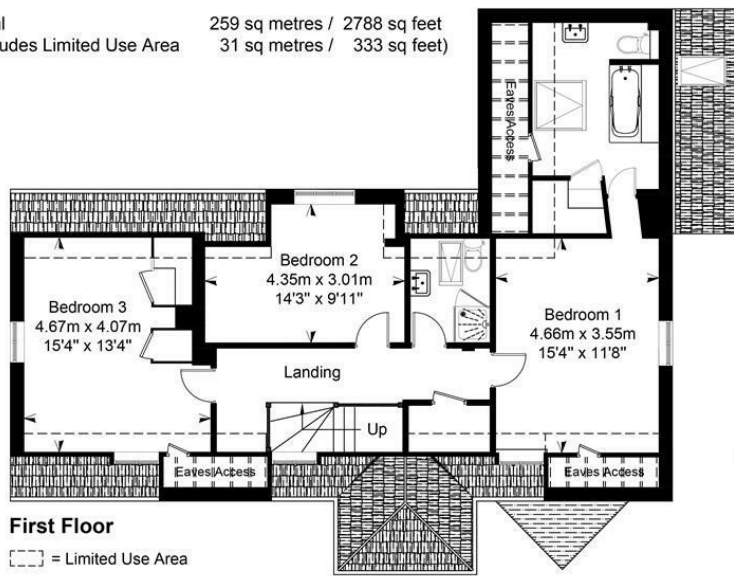 259 sq metres / 2788 sq feet
udes Limited Use Area 31 sq metres / 333 sq feet)
Eaves Access
Bedroom 2
4.35m x 3.01m
14'3" x 9'11"
Bedroom 3
4.67m x 4.07m
15'4" x 13'4"
Bedroom 1
4.66m x 3.55m
15'4" x 11'8"
Landing
Up
Eaves Access
Eaves Access
First Floor
= Limited Use Area